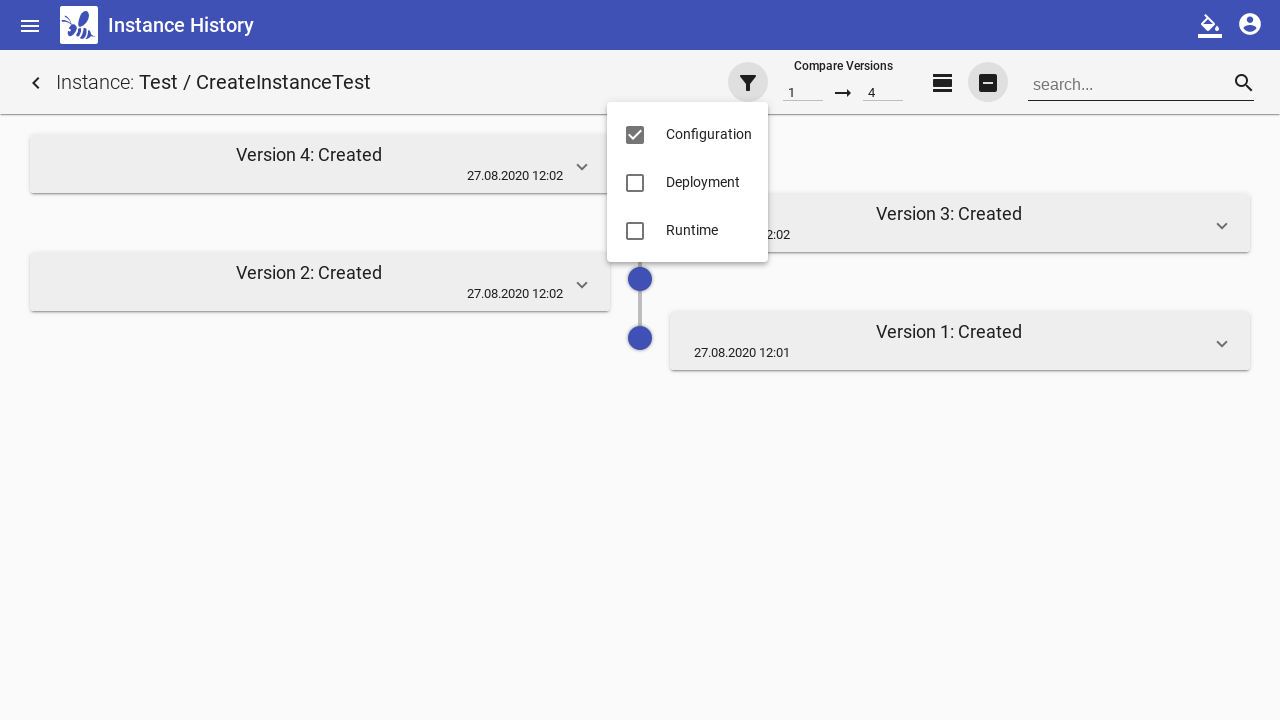 Instance History
Instance: Test / CreateInstanceTest
Compare Versions
1
4
search...
Configuration
Deployment
Runtime
Version 4: Created
27.08.2020 12:02
Version 3: Created
2:02
Version 2: Created
27.08.2020 12:02
Version 1: Created
27.08.2020 12:01